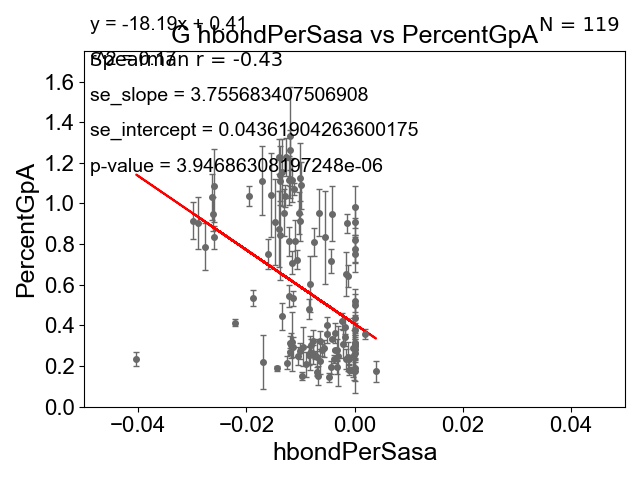 y = -18.19x + 0.41
N = 119
G hbondPerSasa vs PercentGpA
Spearman r = -0.43
se_slope = 3.755683407506908
se_intercept = 0.04361904263600175
p-value = 3.94686308197248e-06
PercentGpA
1.6
1.4
1.2
1.0
0.8
0.6
0.4
0.2
0.0
−0.04
−0.02
0.00
0.02
0.04
hbondPerSasa